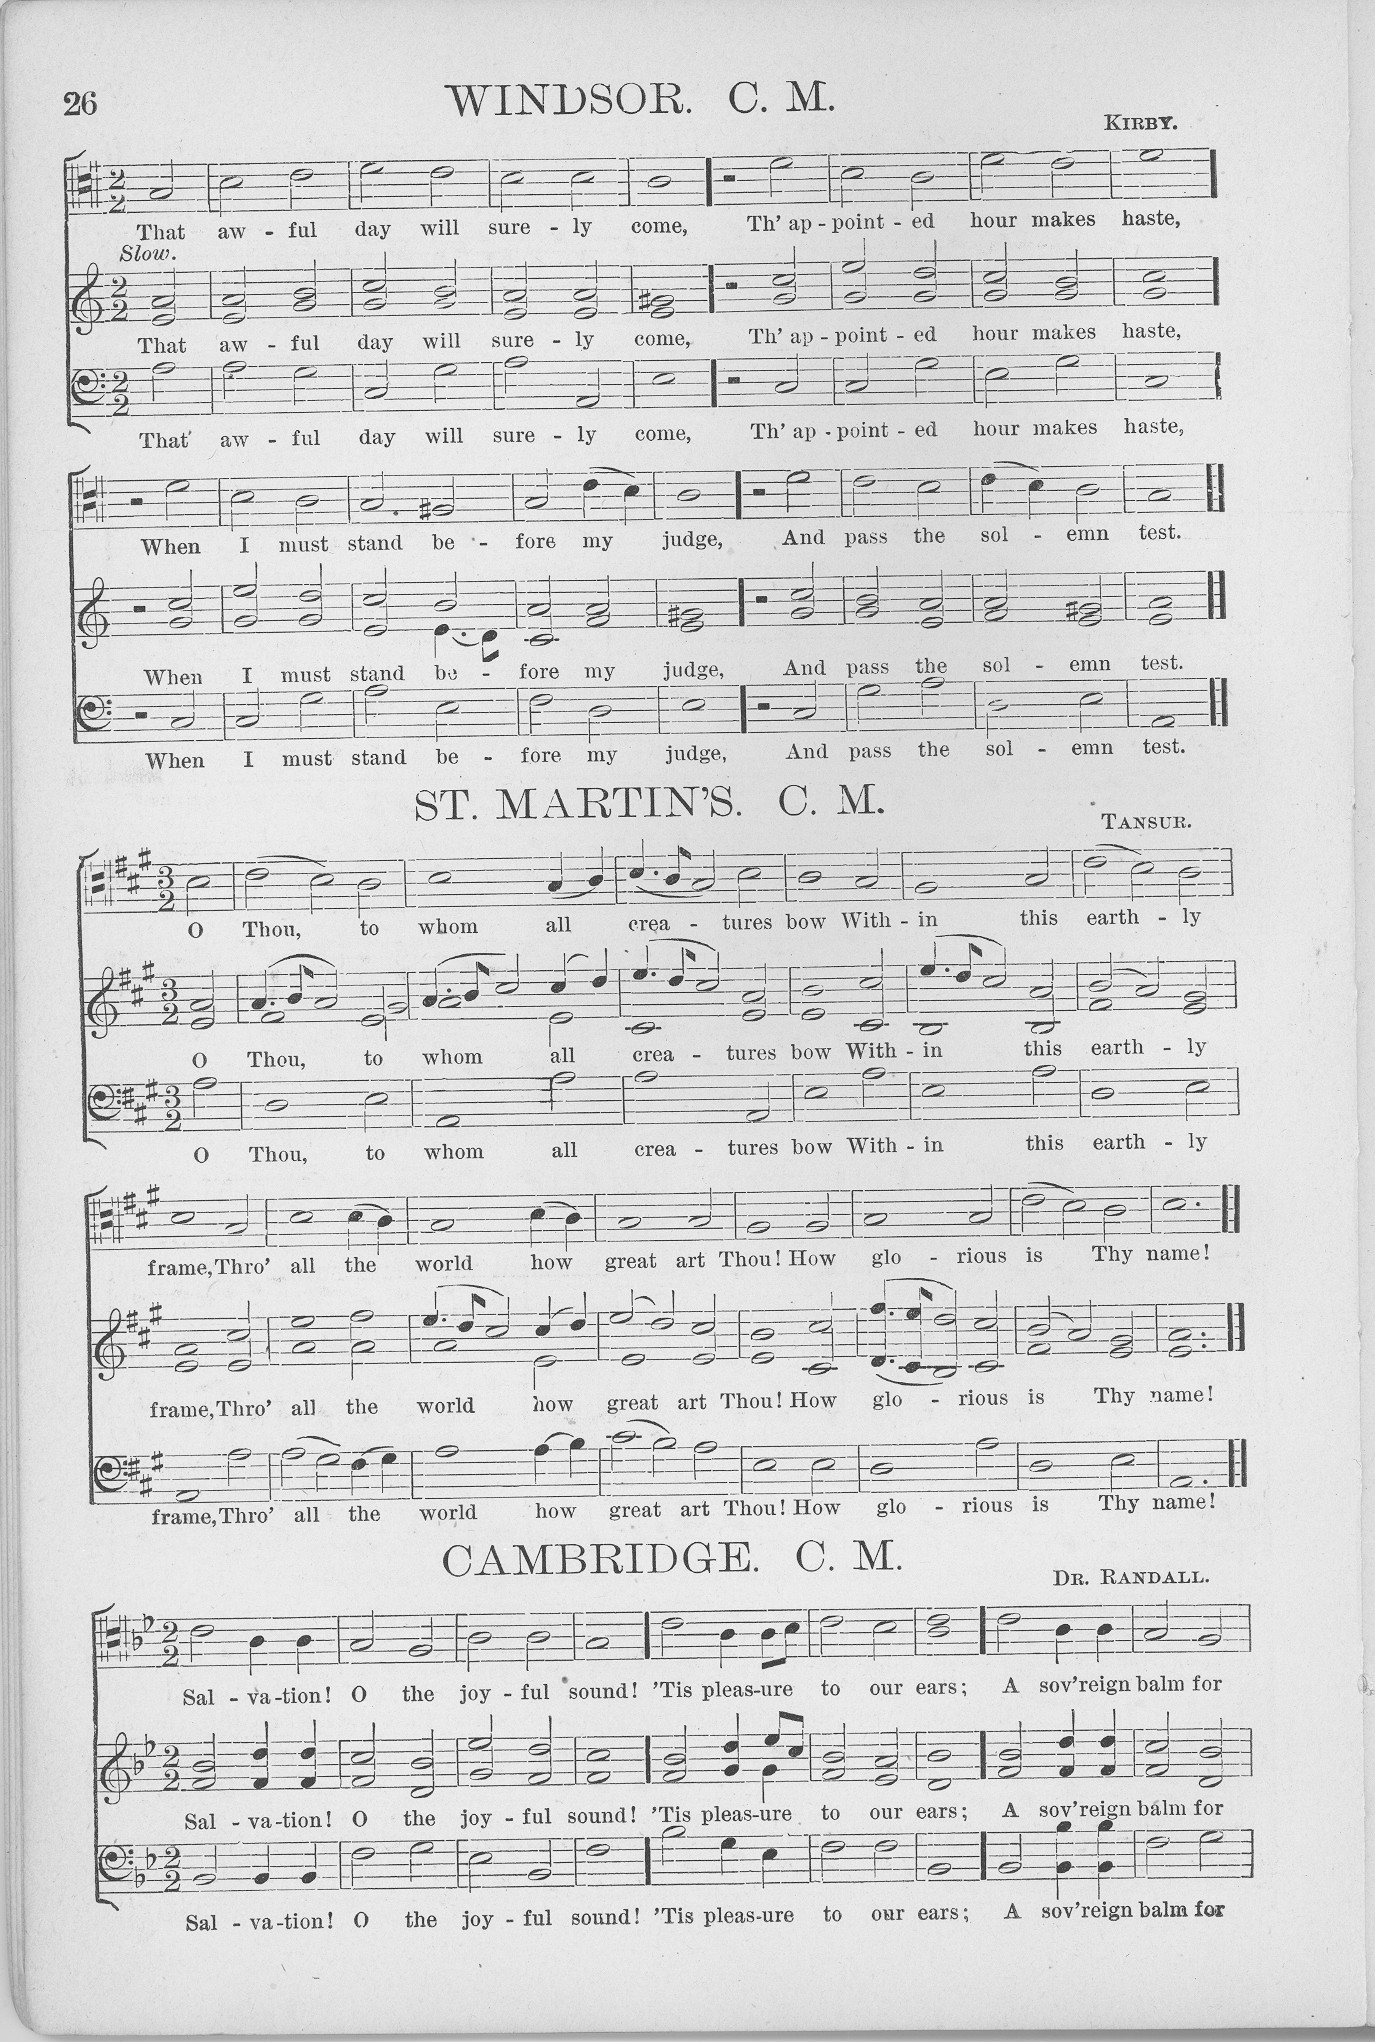 26
WINDSOR. C. M.
KIRBY.
That aw - ful day will sure - ly come, Th' ap - point - ed hour makes haste,
Slow.
That aw - ful day will sure - ly come, Th' ap - point - ed hour makes haste,
That aw - ful day will sure - ly come, Th' ap - point - ed hour makes haste,
When I must stand be - fore my judge, And pass the sol - emn test.
When I must stand be - fore my judge, And pass the sol - emn test.
When I must stand be - fore my judge, And pass the sol - emn test.
ST. MARTIN'S. C. M.
TANSUR.
O Thou, to whom all crea - tures bow With - in this earth - ly
O Thou, to whom all crea - tures bow With - in this earth - ly
O Thou, to whom all crea - tures bow With - in this earth - ly
frame, Thro' all the world how great art Thou! How glo - rious is Thy name!
frame, Thro' all the world how great art Thou! How glo - rious is Thy name!
frame, Thro' all the world how great art Thou! How glo - rious is Thy name!
CAMBRIDGE. C. M.
DR. RANDALL.
Sal - va - tion! O the joy - ful sound! 'Tis pleas-ure to our ears; A sov'reign balm for
Sal - va - tion! O the joy - ful sound! 'Tis pleas-ure to our ears; A sov'reign balm for
Sal - va - tion! O the joy - ful sound! 'Tis pleas-ure to our ears; A sov'reign balm for